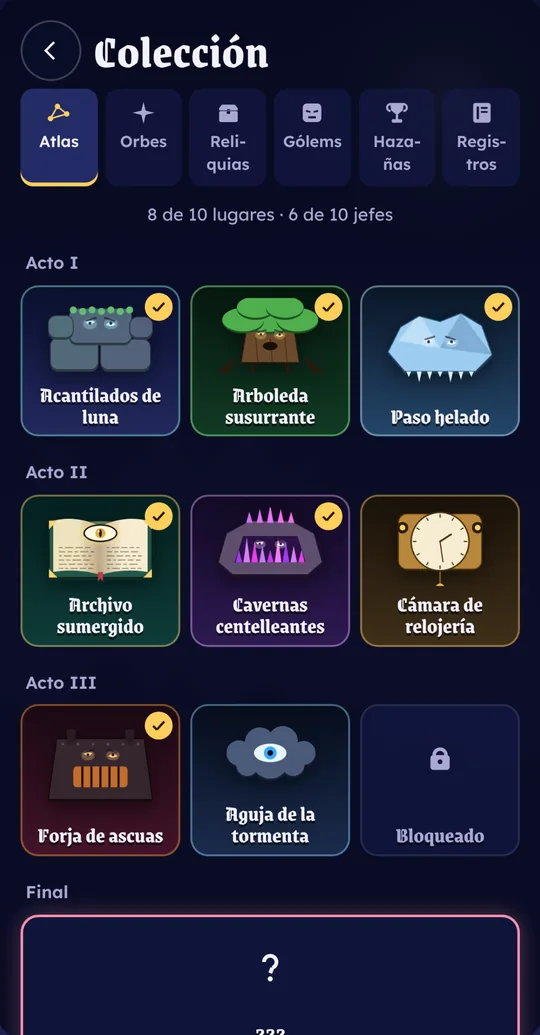 Colección
Atlas
Orbes
Reli-
quias
Gólems
Haza-
ñas
Regis-
tros
8 de 10 lugares · 6 de 10 jefes
Acto I
Acantilados de
luna
Arboleda
susurrante
Paso helado
Acto II
Archivo
sumergido
Cavernas
centelleantes
Cámara de
relojería
Acto III
Forja de ascuas
Aguja de la
tormenta
Bloqueado
Final
?
???